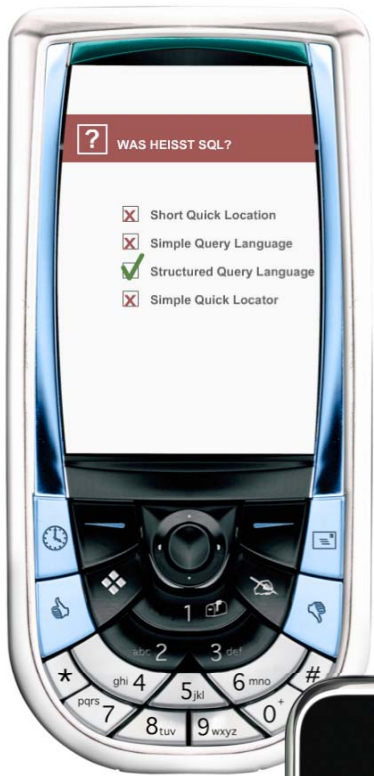 ? WAS HEISST SQL?
X Short Quick Location
X Simple Query Language
Structured Query Language
X Simple Quick Locator
1
abc 2 3 def
* ghi 4 5 jkl 6 mno #
pqrs 7 8 tuv 9 wxyz 0 +